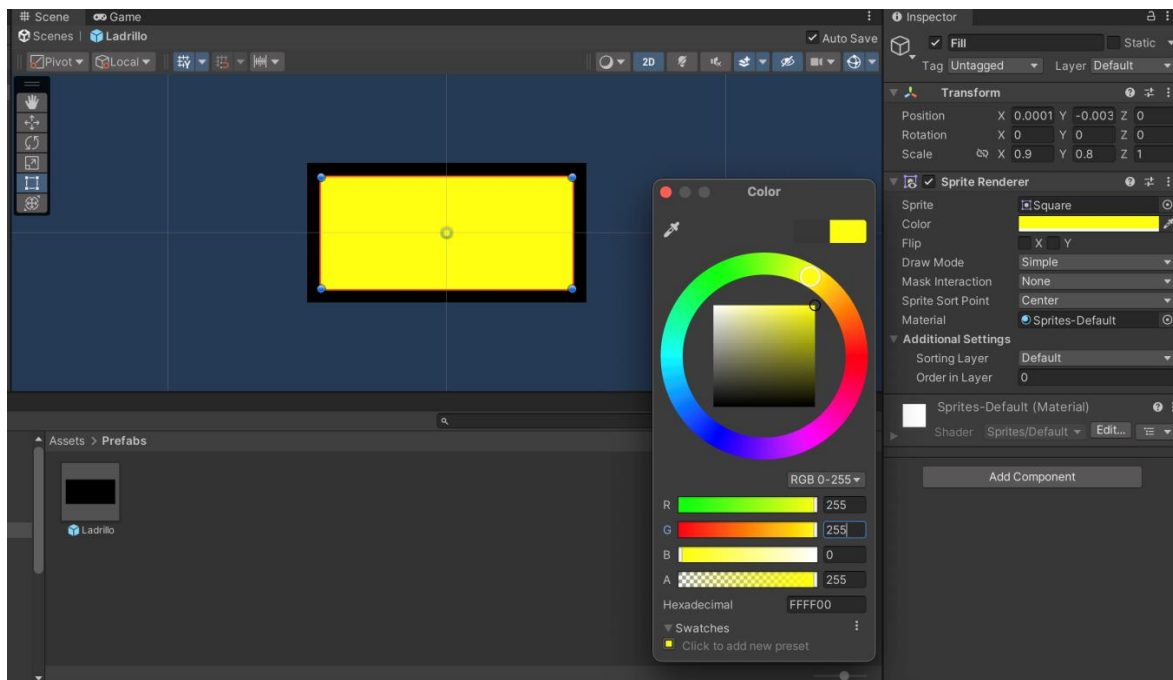 Scene Game
Scenes | Ladrillo
Auto Save
Pivot Local
2D
Assets > Prefabs
Ladrillo
Color
RGB 0-255
R 255
G 255
B 0
A 255
Hexadecimal FFFF00
Swatches
Click to add new preset
Inspector
Fill Static
Tag Untagged Layer Default
Transform
Position X 0.0001 Y -0.003 Z 0
Rotation X 0 Y 0 Z 0
Scale X 0.9 Y 0.8 Z 1
Sprite Renderer
Sprite Square
Color
Flip X Y
Draw Mode Simple
Mask Interaction None
Sprite Sort Point Center
Material Sprites-Default
Additional Settings
Sorting Layer Default
Order in Layer 0
Sprites-Default (Material)
Shader Sprites/Default Edit...
Add Component